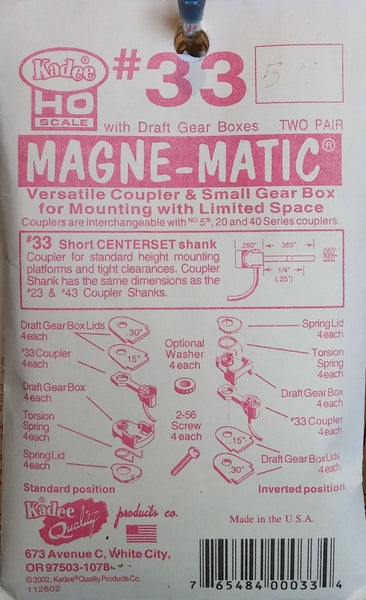 Kadee®
HO
SCALE
#33
5
with Draft Gear Boxes TWO PAIR
MAGNE-MATIC®
Versatile Coupler & Small Gear Box
for Mounting with Limited Space
Couplers are interchangeable with NO 5®, 20 and 40 Series couplers.
#33 Short CENTERSET shank
Coupler for standard height mounting
platforms and tight clearances. Coupler
Shank has the same dimensions as the
#23 & #43 Coupler Shanks.
.250" .365"
1/4"
(.25")
Draft Gear Box Lids
4 each
.30"
.15"
#33 Coupler
4 each
Draft Gear Box
4 each
Torsion
Spring
4 each
Spring Lid
4 each
Standard position
Optional
Washer
4 each
2-56
Screw
4 each
Spring Lid
4 each
Torsion
Spring
4 each
Draft Gear Box
4 each
#33 Coupler
4 each
.15"
Draft Gear Box Lids
4 each
.30"
Inverted position
Kadee®
Quality
products co.
Made in the U.S.A.
673 Avenue C, White City,
OR 97503-1078
© 2002, Kadee® Quality Products Co.
112602
7 65484 00033 4